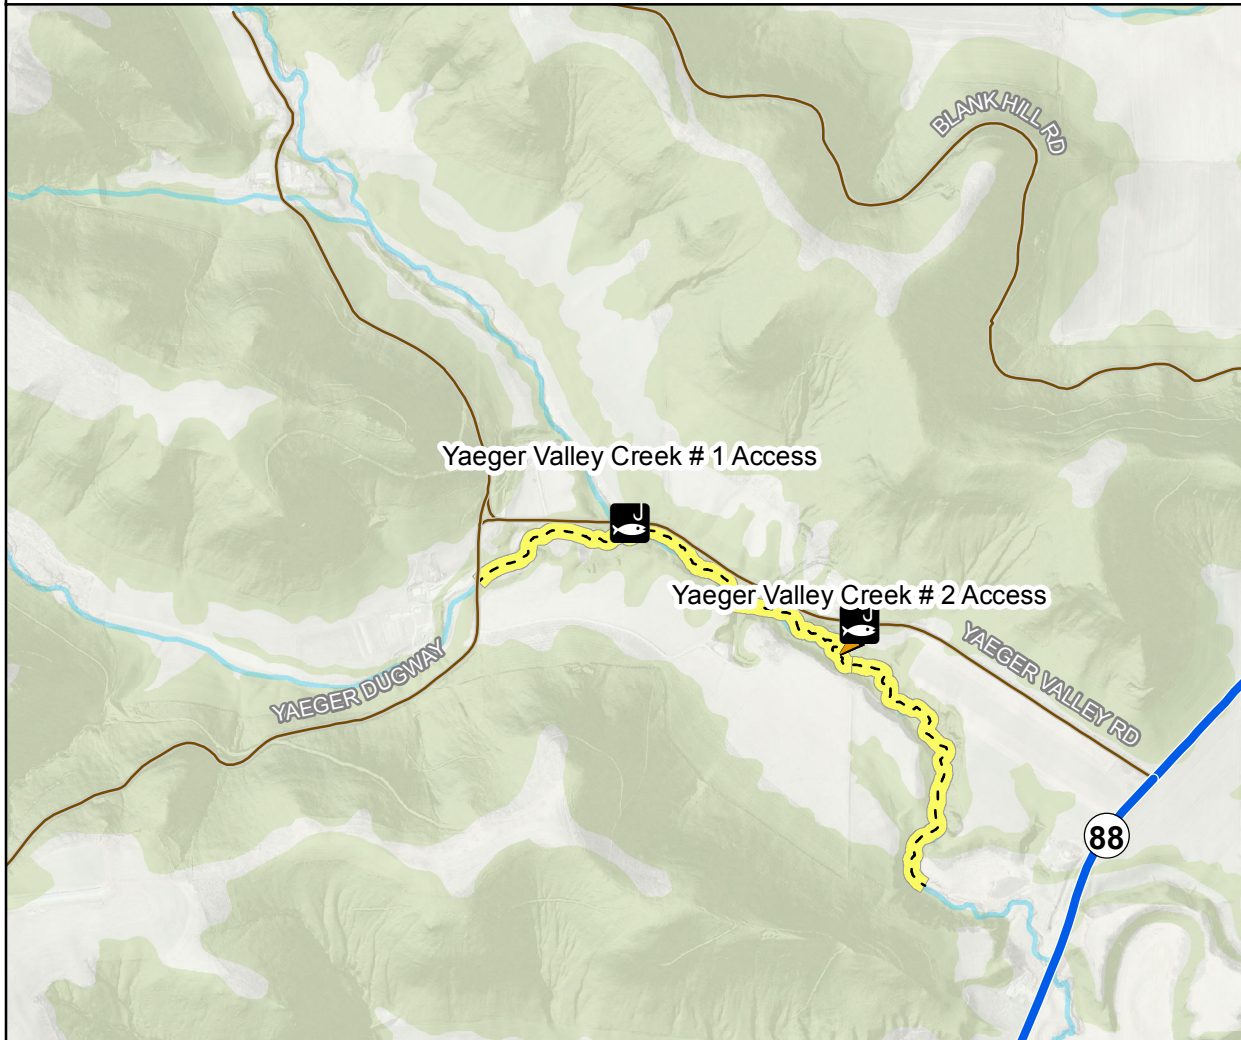 BLANK HILL RD
Yaeger Valley Creek # 1 Access
Yaeger Valley Creek # 2 Access
YAEGER DUGWAY
YAEGER VALLEY RD
88